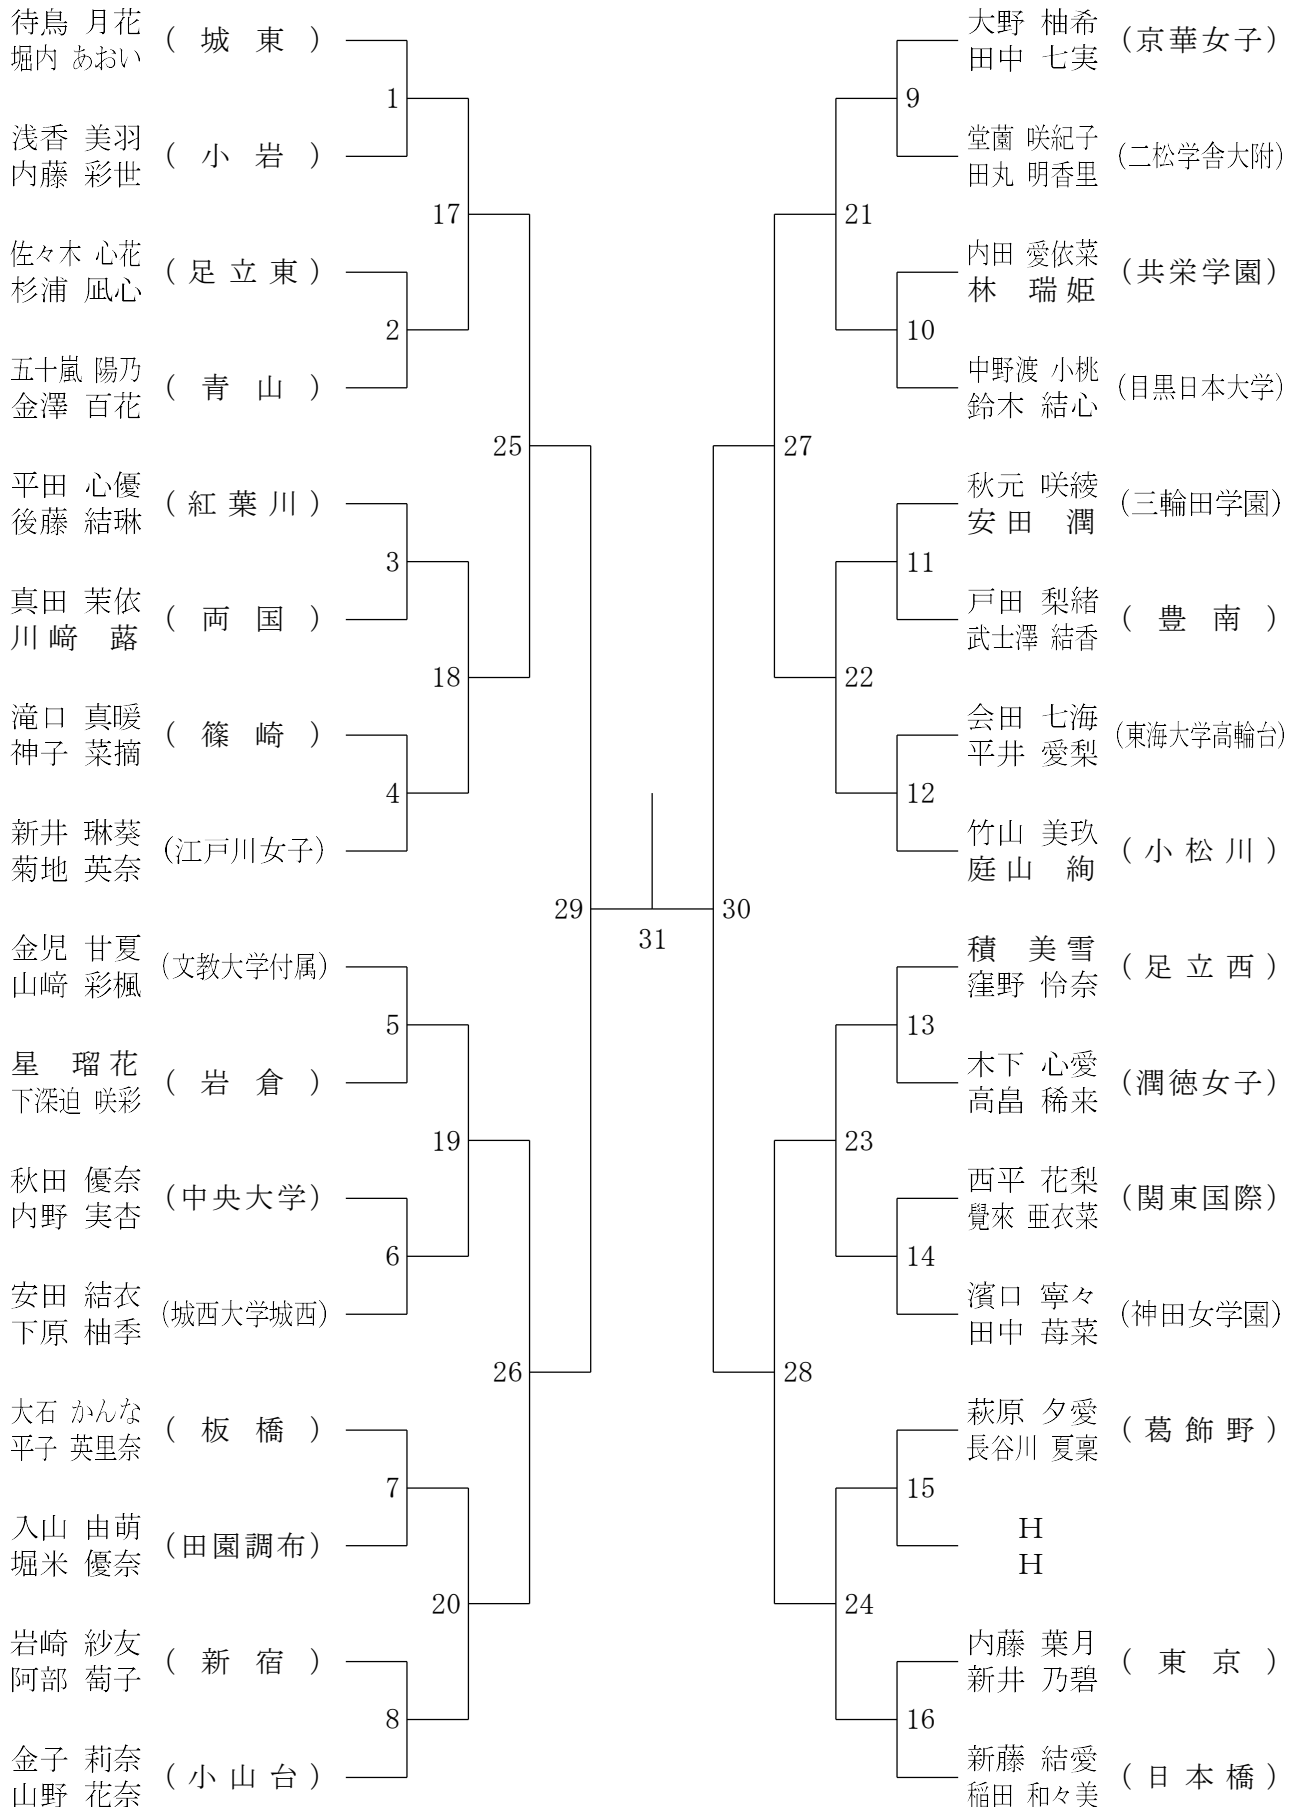 待鳥 月花
堀内 あおい
( 城 東 )
1
浅香 美羽
内藤 彩世
( 小 岩 )
17
佐々木 心花
杉浦 凪心
( 足 立 東 )
2
五十嵐 陽乃
金澤 百花
( 青 山 )
25
平田 心優
後藤 結琳
( 紅 葉 川 )
3
真田 茉依
川﨑 蕗
( 両 国 )
18
滝口 真暖
神子 菜摘
( 篠 崎 )
4
新井 琳葵
菊地 英奈
(江戸川女子)
29
金児 甘夏
山﨑 彩楓
(文教大学付属)
5
星 瑠花
下深迫 咲彩
( 岩 倉 )
19
秋田 優奈
内野 実杏
(中央大学)
6
安田 結衣
下原 柚季
(城西大学城西)
26
大石 かんな
平子 英里奈
( 板 橋 )
7
入山 由萌
堀米 優奈
(田園調布)
20
岩崎 紗友
阿部 萄子
( 新 宿 )
8
金子 莉奈
山野 花奈
( 小 山 台 )
31
大野 柚希
田中 七実
(京華女子)
9
堂薗 咲紀子
田丸 明香里
(二松学舎大附)
21
内田 愛依菜
林 瑞姫
(共栄学園)
10
中野渡 小桃
鈴木 結心
(目黒日本大学)
27
秋元 咲綾
安田 潤
(三輪田学園)
11
戸田 梨緒
武士澤 結香
( 豊 南 )
22
会田 七海
平井 愛梨
(東海大学高輪台)
12
竹山 美玖
庭山 絢
( 小 松 川 )
30
積 美雪
窪野 怜奈
( 足 立 西 )
13
木下 心愛
高畠 稀来
(潤徳女子)
23
西平 花梨
覺來 亜衣菜
(関東国際)
14
濱口 寧々
田中 苺菜
(神田女学園)
28
萩原 夕愛
長谷川 夏稟
( 葛 飾 野 )
15
H
H
24
内藤 葉月
新井 乃碧
( 東 京 )
16
新藤 結愛
稲田 和々美
( 日 本 橋 )